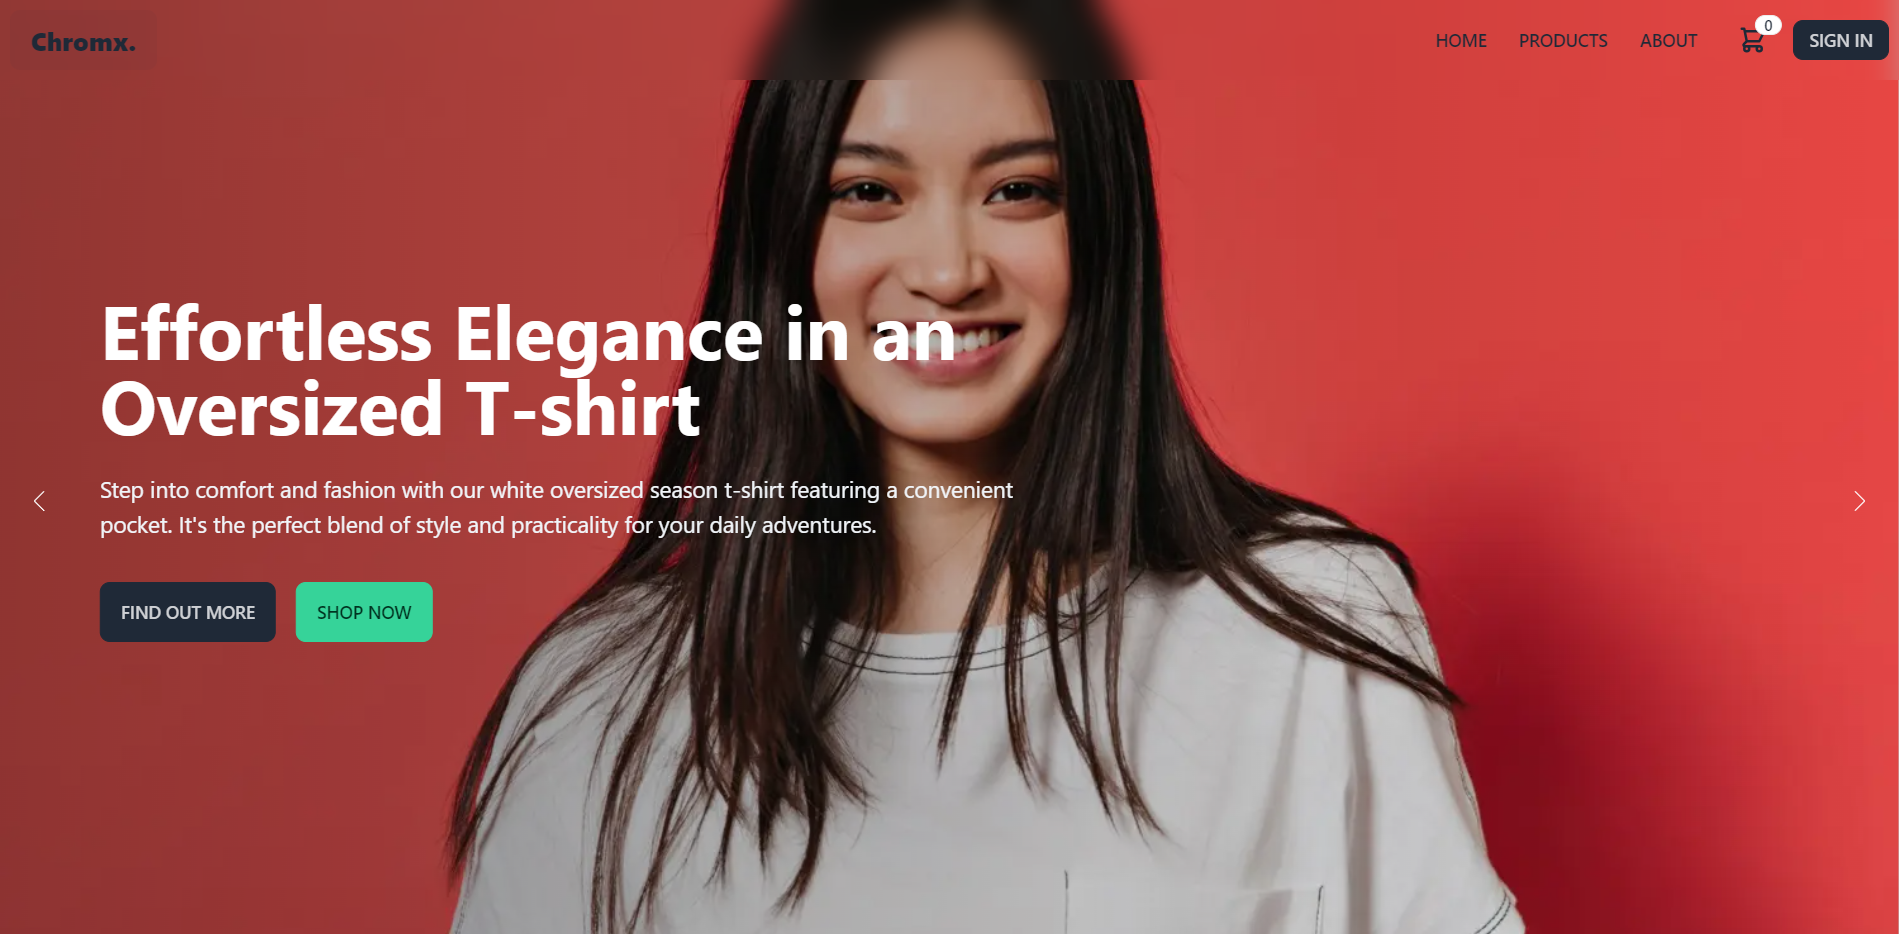 Chromx.
HOME PRODUCTS ABOUT 0 SIGN IN
Effortless Elegance in an
Oversized T-shirt
Step into comfort and fashion with our white oversized season t-shirt featuring a convenient
pocket. It's the perfect blend of style and practicality for your daily adventures.
FIND OUT MORE SHOP NOW